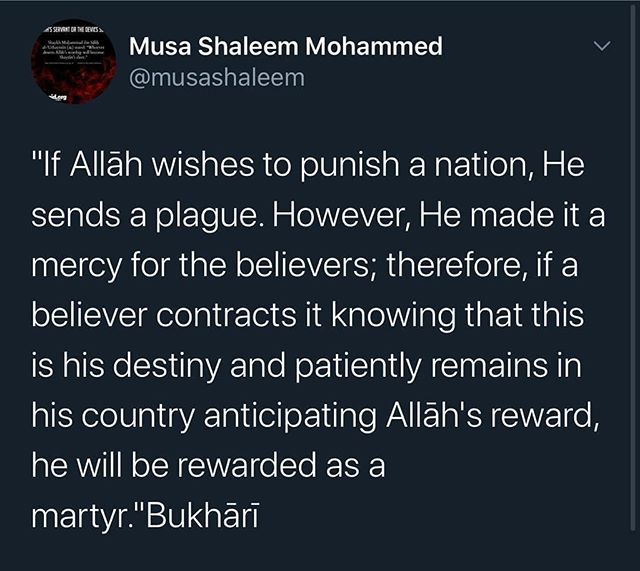 Musa Shaleem Mohammed
@musashaleem
"If Allāh wishes to punish a nation, He
sends a plague. However, He made it a
mercy for the believers; therefore, if a
believer contracts it knowing that this
is his destiny and patiently remains in
his country anticipating Allāh's reward,
he will be rewarded as a
martyr."Bukhārī